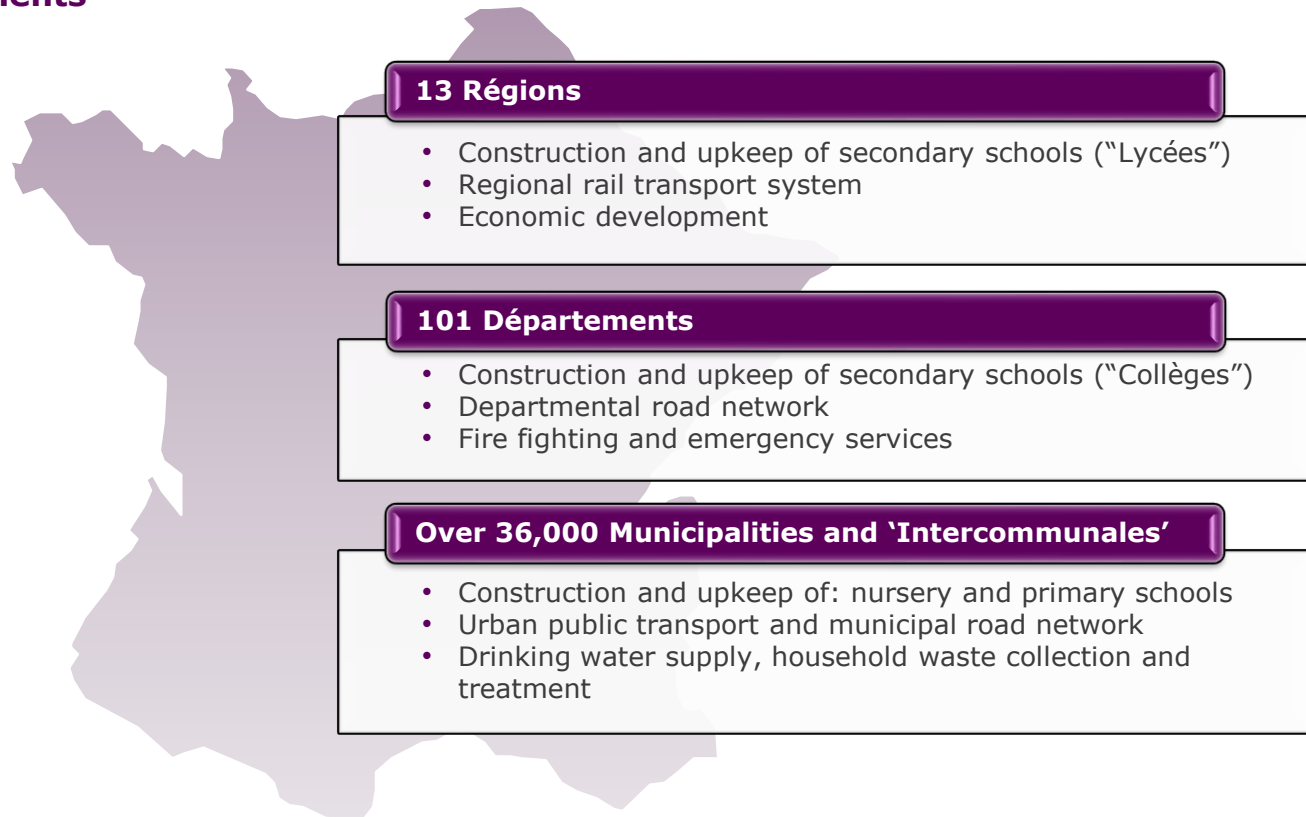 13 Régions
• Construction and upkeep of secondary schools (“Lycées”)
• Regional rail transport system
• Economic development
101 Départements
• Construction and upkeep of secondary schools (“Collèges”)
• Departmental road network
• Fire fighting and emergency services
Over 36,000 Municipalities and ‘Intercommunales’
• Construction and upkeep of: nursery and primary schools
• Urban public transport and municipal road network
• Drinking water supply, household waste collection and
treatment